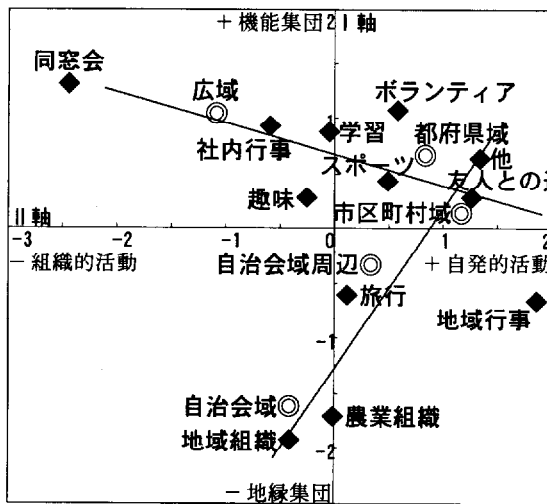 +機能集団2 I軸
同窓会
広域
ボランティア
1
社内行事
学習
都府県域
スポーツ
他
趣味
友人との
市区町村域
II軸
-3
-2
-1
0
1
2
-組織的活動
自治会域周辺
+自発的活動
旅行
地域行事
-1
自治会域
農業組織
地域組織
-2
-地縁集団